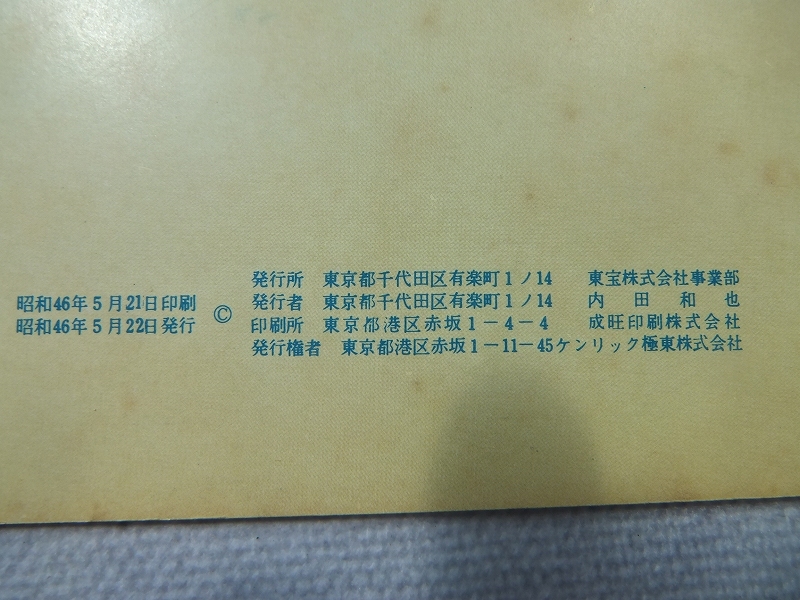 昭和46年5月21日印刷
昭和46年5月22日発行
©
発行所 東京都千代田区有楽町1ノ14 東宝株式会社事業部
発行者 東京都千代田区有楽町1ノ14 内田和也
印刷所 東京都港区赤坂1-4-4 成旺印刷株式会社
発行権者 東京都港区赤坂1-11-45ケンリック極東株式会社